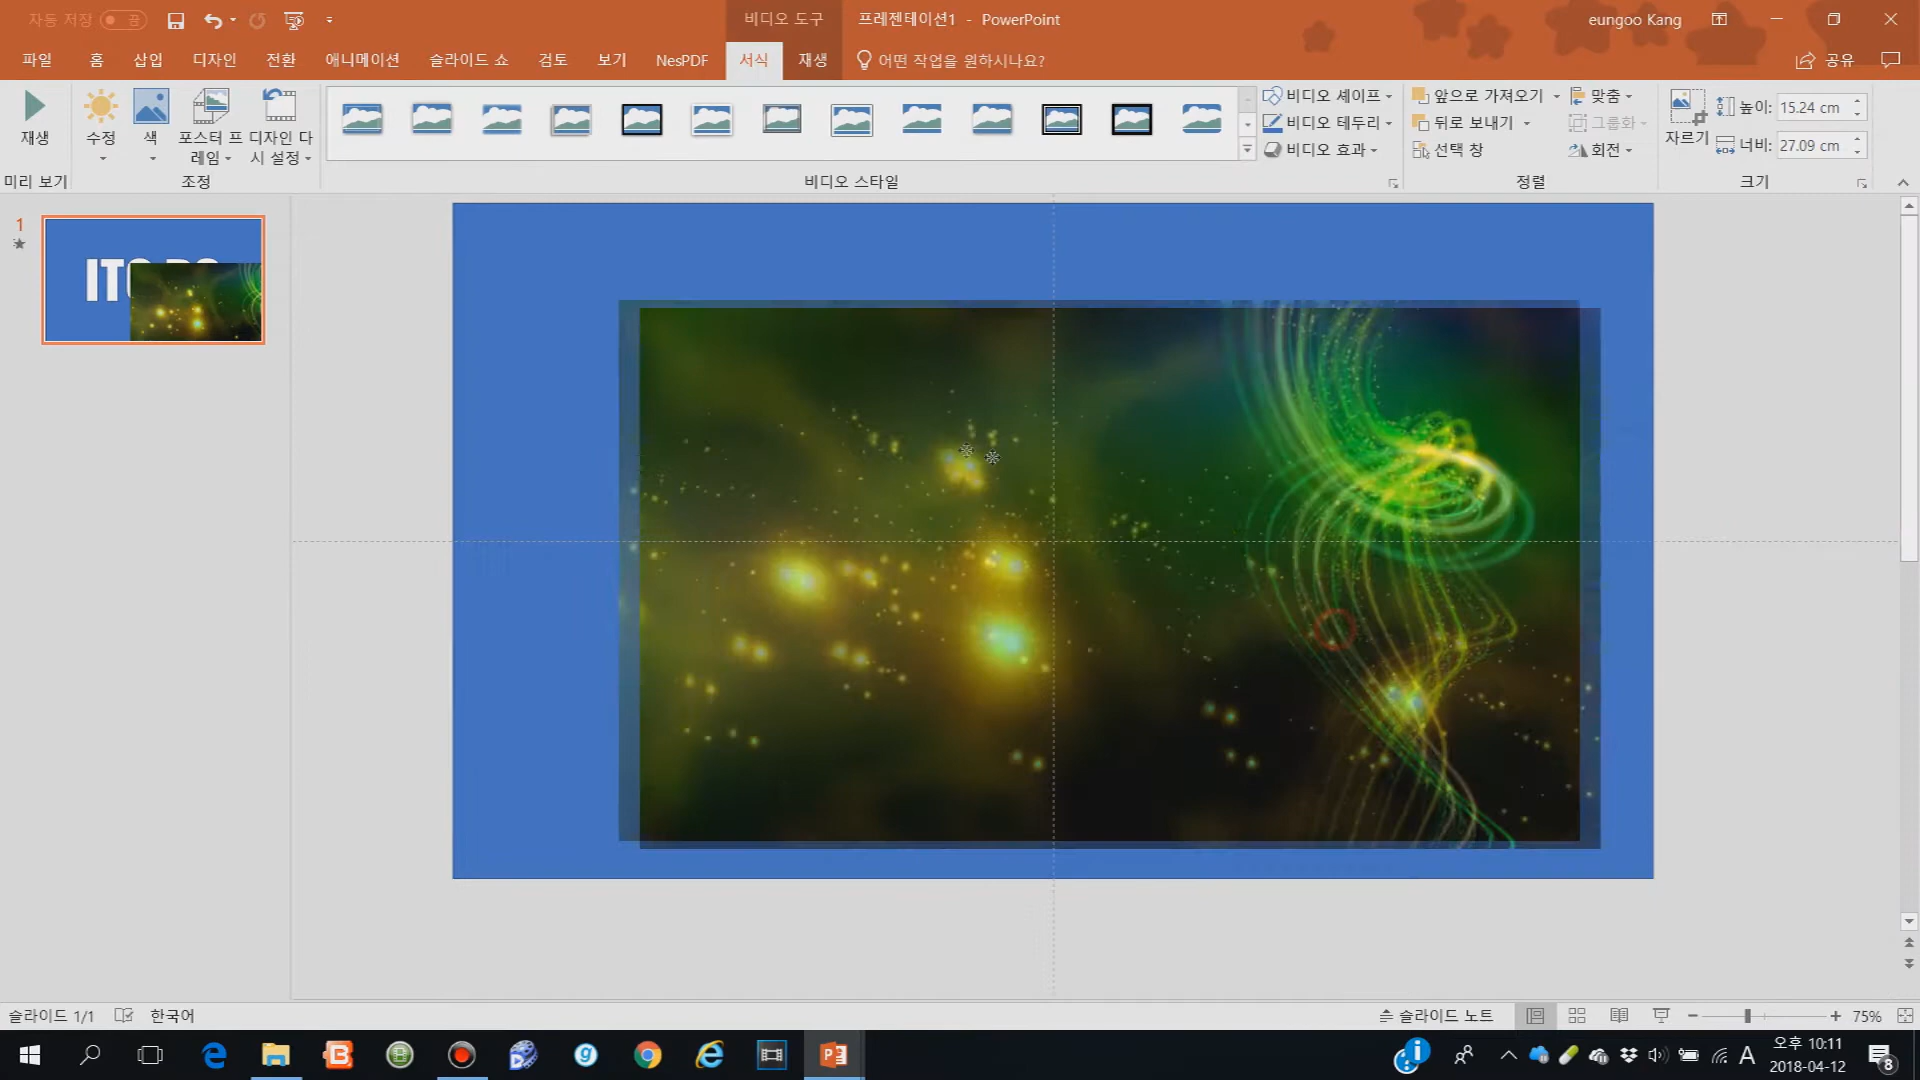 자동 저장 끔
비디오 도구
프레젠테이션1 - PowerPoint
eungoo Kang
파일 홈 삽입 디자인 전환 애니메이션 슬라이드 쇼 검토 보기 NesPDF 서식 재생 어떤 작업을 원하시나요?
공유
재생
수정
색
포스터 프
레임
디자인 다
시 설정
비디오 셰이프
비디오 테두리
비디오 효과
앞으로 가져오기
뒤로 보내기
선택 창
맞춤
그룹화
회전
자르기
높이: 15.24 cm
너비: 27.09 cm
미리 보기 조정 비디오 스타일 정렬 크기
1
슬라이드 1/1 한국어
슬라이드 노트
75%
오후 10:11
2018-04-12
A
8